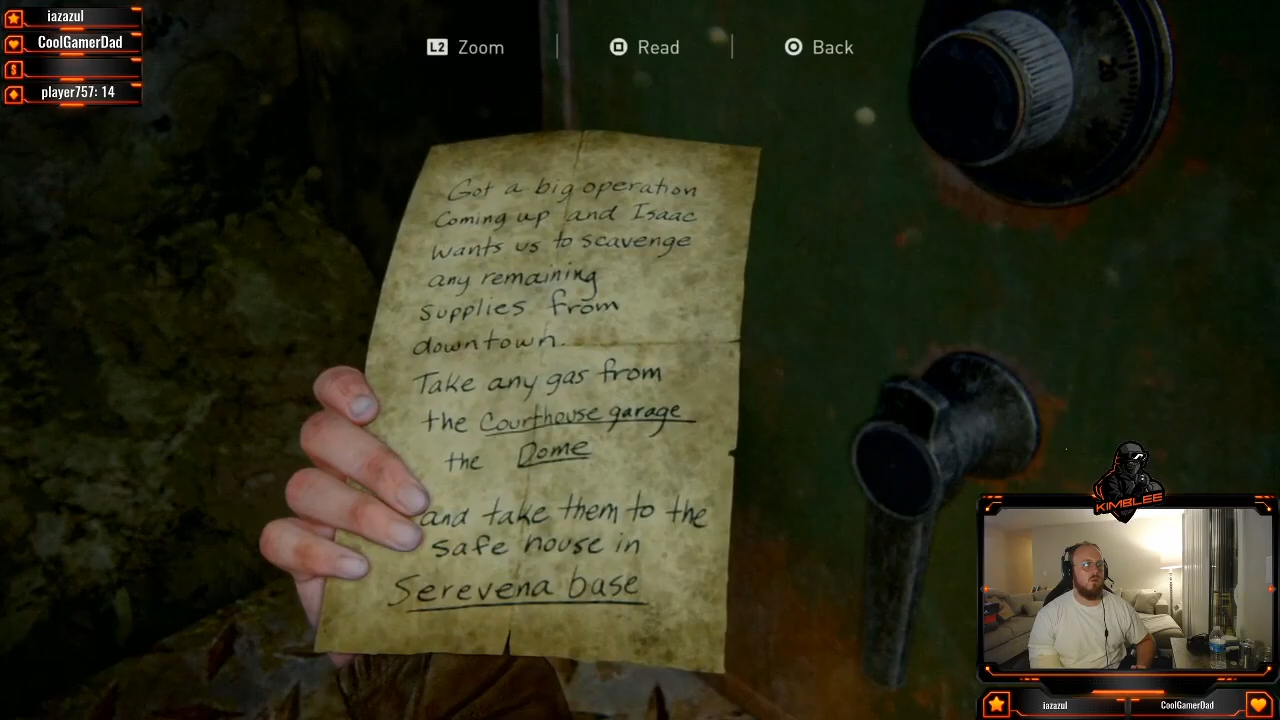 iazazul
CoolGamerDad
$
player757: 14
L2 Zoom
Read
Back
Got a big operation
Coming up and Isaac
wants us to scavenge
any remaining
supplies from
downtown.
Take any gas from
the Courthouse garage
the Dome
and take them to the
safe house in
Serevena base
KIMBLEE
iazazul
CoolGamerDad